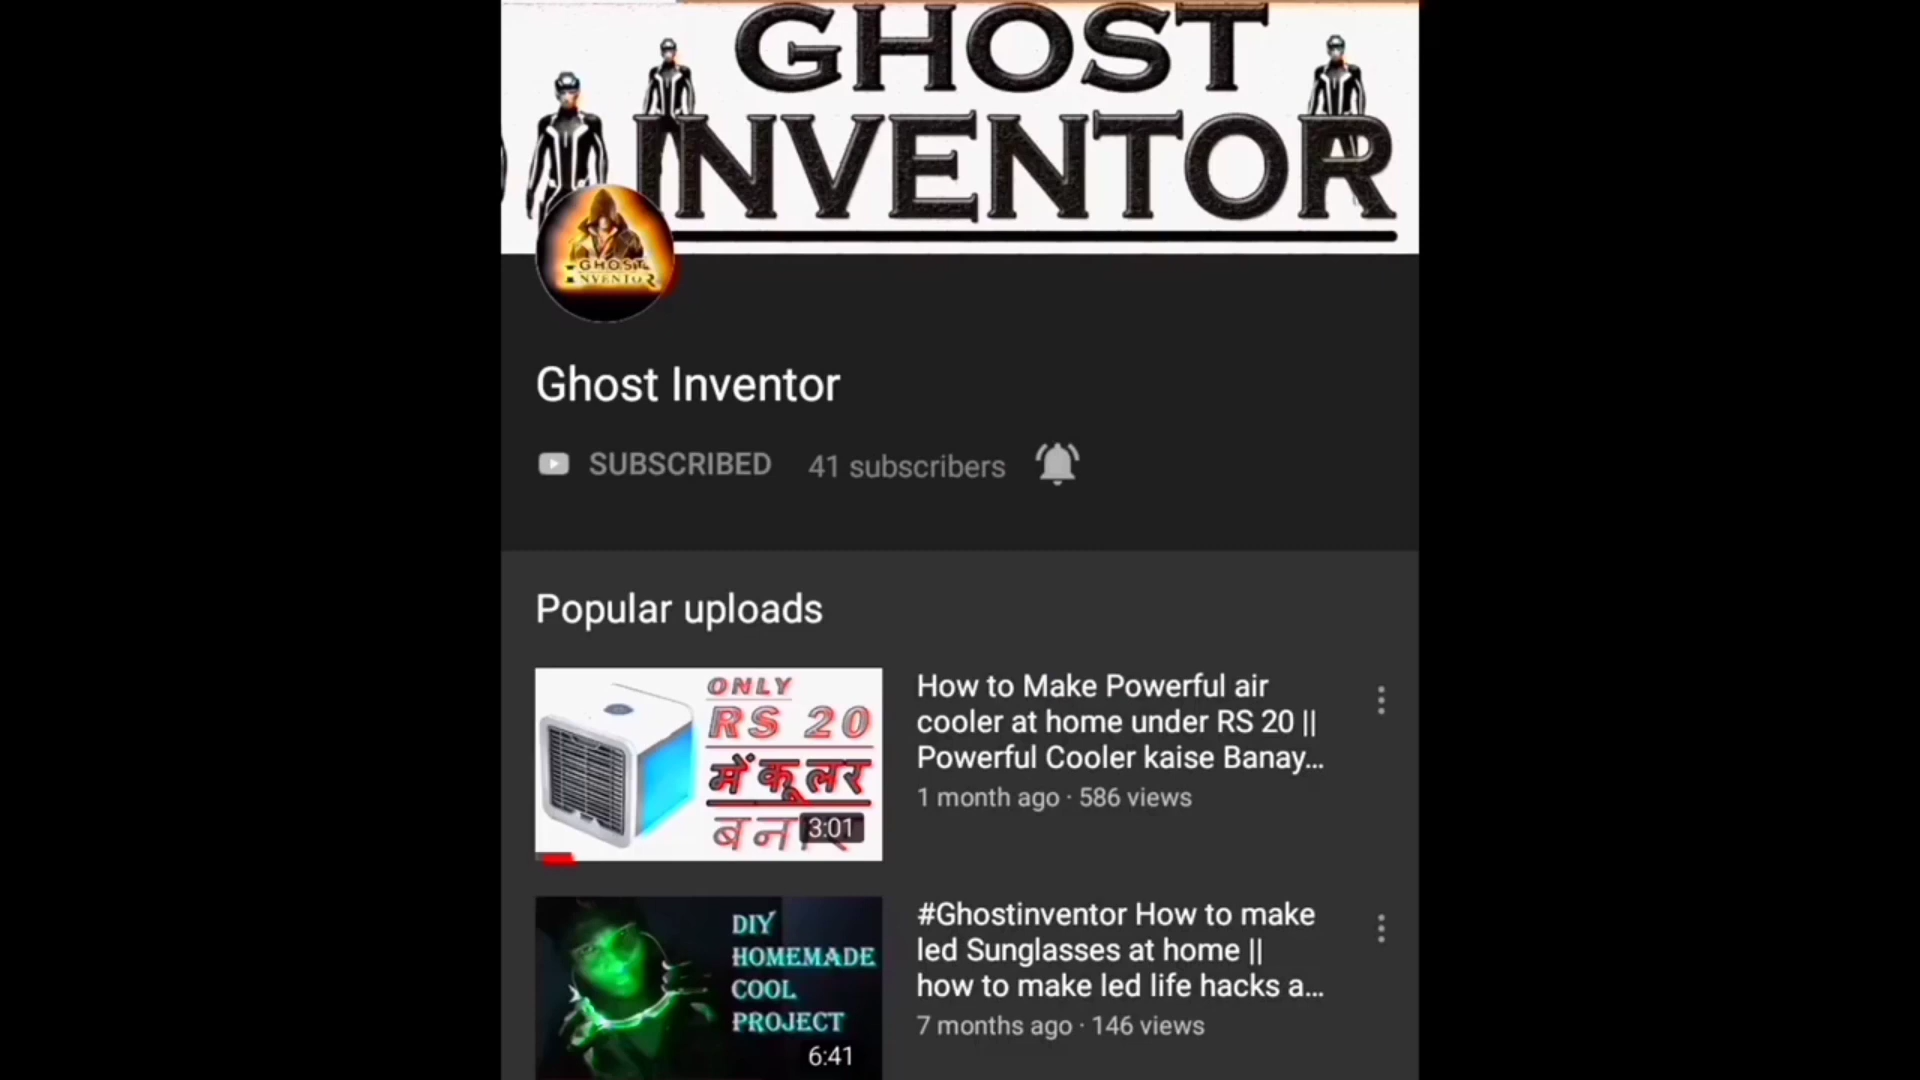 GHOST
INVENTOR
GHOST
INVENTOR
Ghost Inventor
SUBSCRIBED 41 subscribers
Popular uploads
ONLY
RS 20
में कूलर
3:01
How to Make Powerful air
cooler at home under RS 20 ||
Powerful Cooler kaise Banay...
1 month ago · 586 views
DIY
HOMEMADE
COOL
PROJECT
6:41
#Ghostinventor How to make
led Sunglasses at home ||
how to make led life hacks a...
7 months ago · 146 views